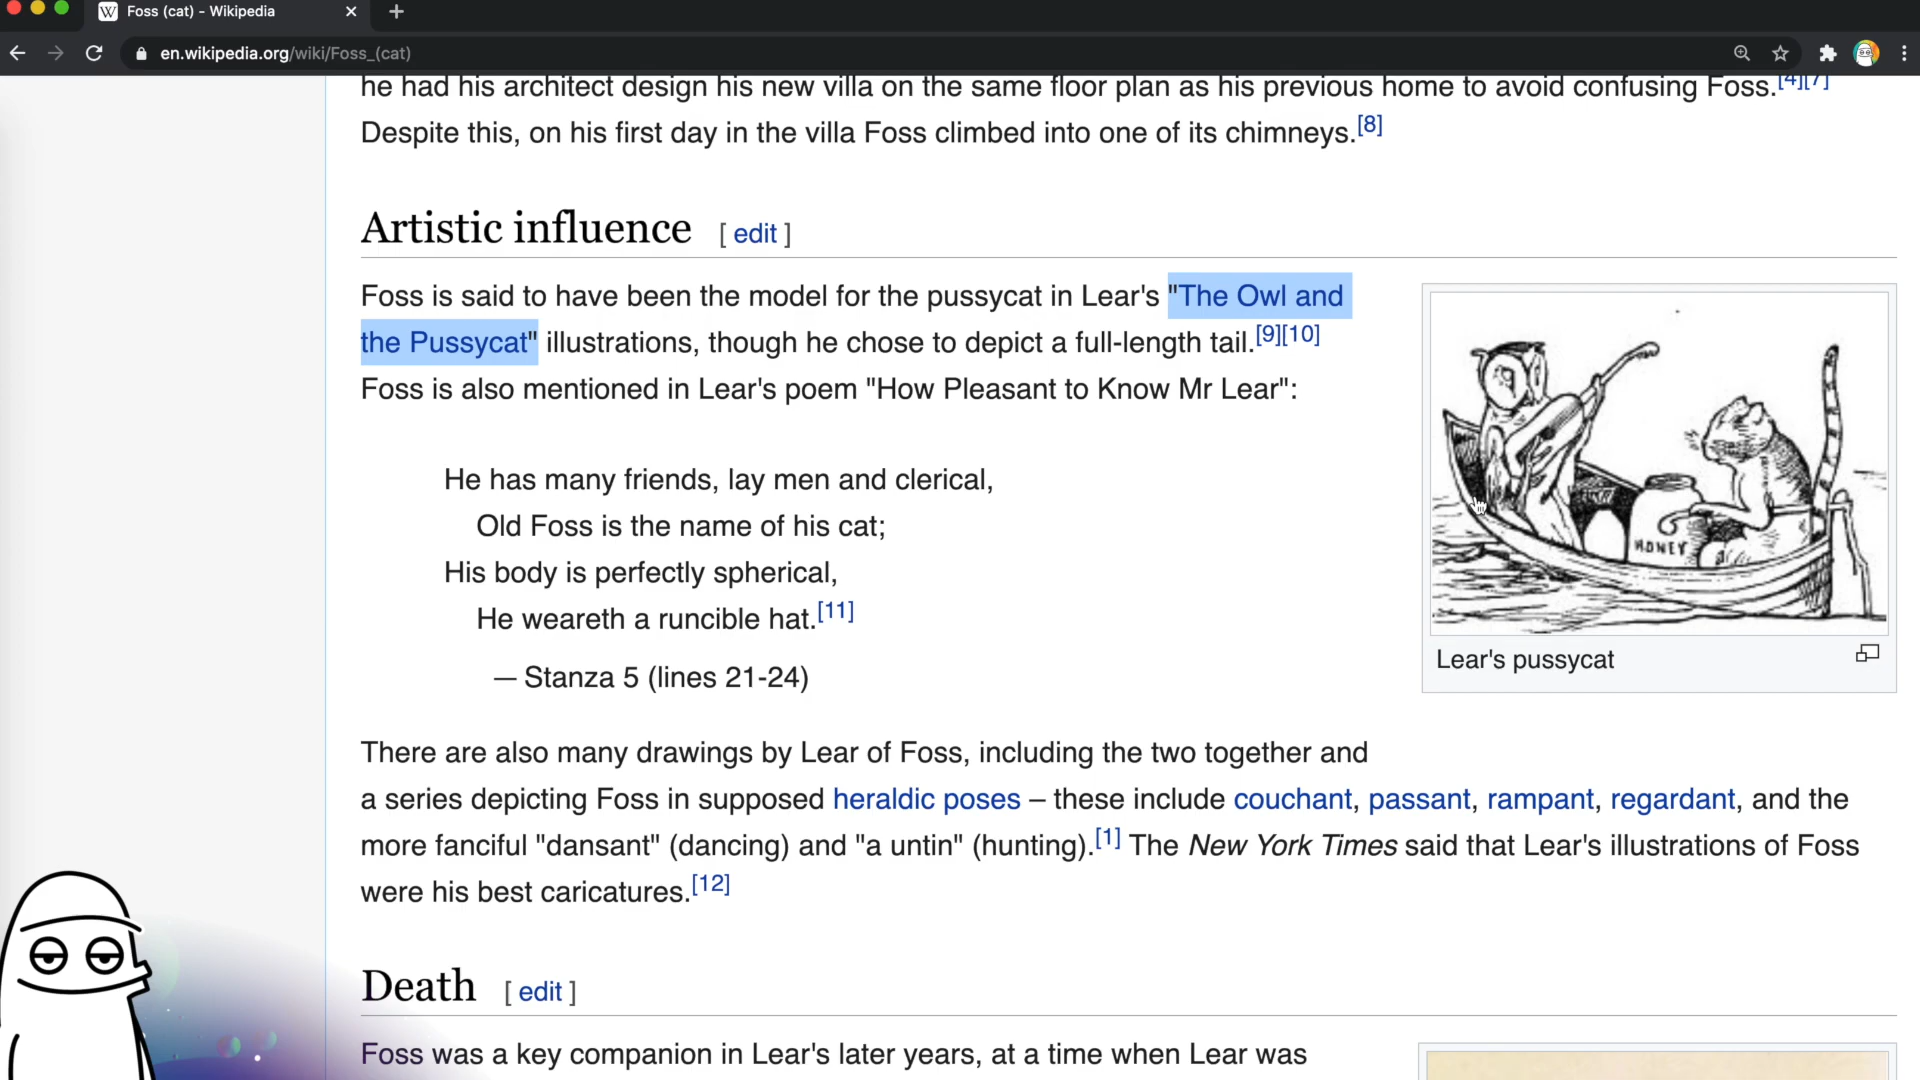 Foss (cat) - Wikipedia
en.wikipedia.org/wiki/Foss_(cat)
he had his architect design his new villa on the same floor plan as his previous home to avoid confusing Foss.[4][7]
Despite this, on his first day in the villa Foss climbed into one of its chimneys.[8]
Artistic influence [ edit ]
Foss is said to have been the model for the pussycat in Lear's "The Owl and
the Pussycat" illustrations, though he chose to depict a full-length tail.[9][10]
Foss is also mentioned in Lear's poem "How Pleasant to Know Mr Lear":
He has many friends, lay men and clerical,
Old Foss is the name of his cat;
His body is perfectly spherical,
He weareth a runcible hat.[11]
— Stanza 5 (lines 21-24)
HONEY
Lear's pussycat
There are also many drawings by Lear of Foss, including the two together and
a series depicting Foss in supposed heraldic poses – these include couchant, passant, rampant, regardant, and the
more fanciful "dansant" (dancing) and "a untin" (hunting).[1] The New York Times said that Lear's illustrations of Foss
were his best caricatures.[12]
Death [ edit ]
Foss was a key companion in Lear's later years, at a time when Lear was